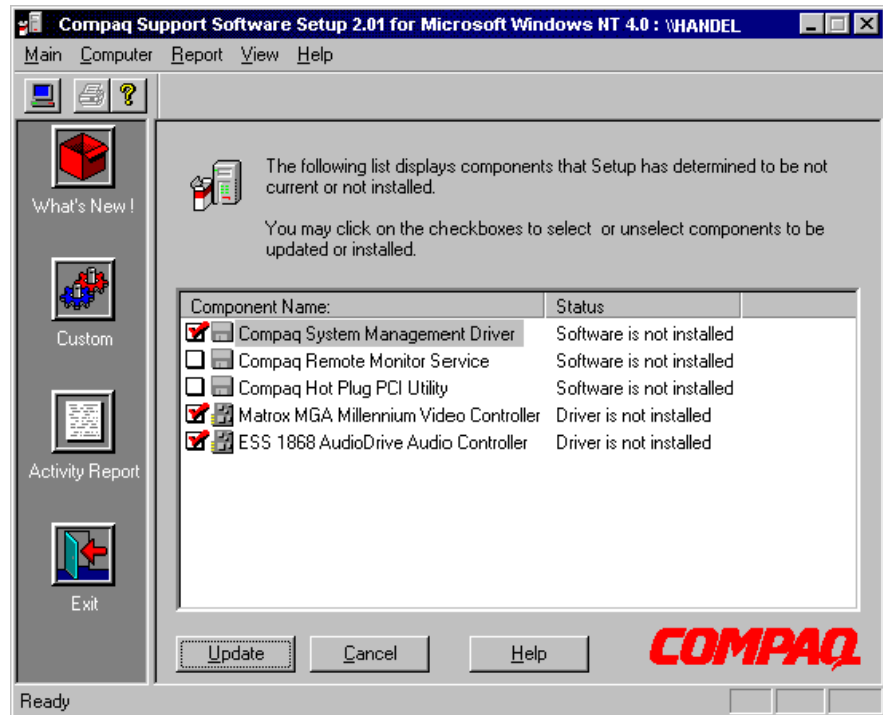 Compaq Support Software Setup 2.01 for Microsoft Windows NT 4.0 : \\HANDEL
Main Computer Report View Help
What's New !
Custom
Activity Report
Exit
The following list displays components that Setup has determined to be not
current or not installed.
You may click on the checkboxes to select or unselect components to be
updated or installed.
Component Name: Status
Compaq System Management Driver Software is not installed
Compaq Remote Monitor Service Software is not installed
Compaq Hot Plug PCI Utility Software is not installed
Matrox MGA Millennium Video Controller Driver is not installed
ESS 1868 AudioDrive Audio Controller Driver is not installed
Update Cancel Help
COMPAQ
Ready